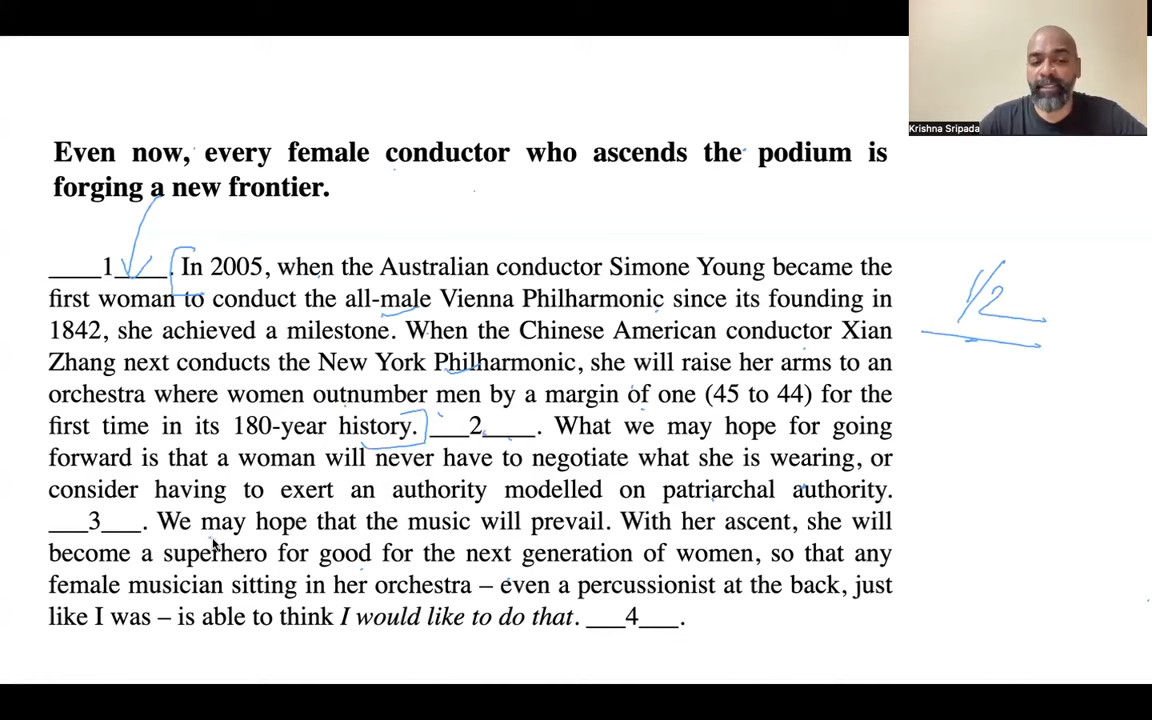 Krishna Sripada
Even now, every female conductor who ascends the podium is
forging a new frontier.
____1____. In 2005, when the Australian conductor Simone Young became the
first woman to conduct the all-male Vienna Philharmonic since its founding in
1842, she achieved a milestone. When the Chinese American conductor Xian
Zhang next conducts the New York Philharmonic, she will raise her arms to an
orchestra where women outnumber men by a margin of one (45 to 44) for the
first time in its 180-year history. ___2____. What we may hope for going
forward is that a woman will never have to negotiate what she is wearing, or
consider having to exert an authority modelled on patriarchal authority.
___3___. We may hope that the music will prevail. With her ascent, she will
become a superhero for good for the next generation of women, so that any
female musician sitting in her orchestra – even a percussionist at the back, just
like I was – is able to think I would like to do that. ___4___.
1/2